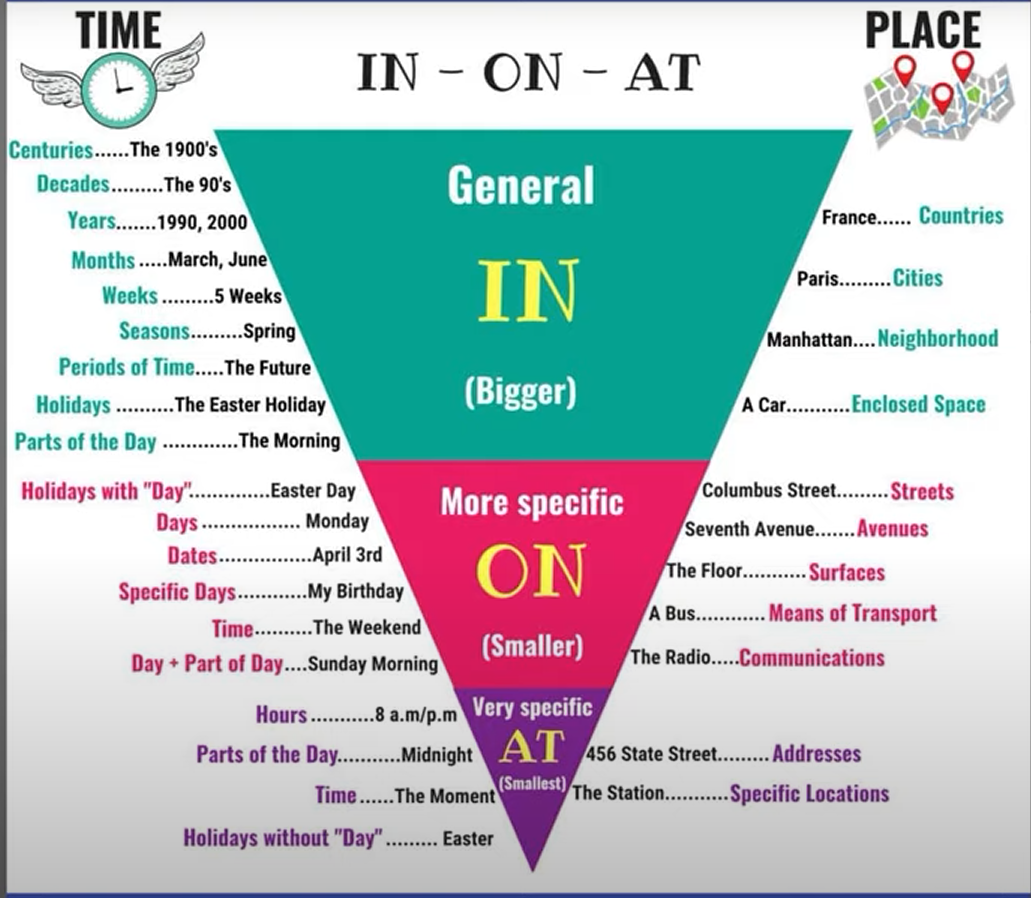 TIME
PLACE
IN – ON – AT
Centuries......The 1900's
Decades.........The 90's
Years.......1990, 2000
Months .....March, June
Weeks .........5 Weeks
Seasons.........Spring
Periods of Time.....The Future
Holidays ..........The Easter Holiday
Parts of the Day .............The Morning
General
IN
(Bigger)
France...... Countries
Paris.........Cities
Manhattan....Neighborhood
A Car...........Enclosed Space
Holidays with "Day"..............Easter Day
Days ................. Monday
Dates................April 3rd
Specific Days............My Birthday
Time..........The Weekend
Day + Part of Day....Sunday Morning
More specific
ON
(Smaller)
Columbus Street.........Streets
Seventh Avenue.......Avenues
The Floor........... Surfaces
A Bus............ Means of Transport
The Radio.....Communications
Hours ...........8 a.m/p.m
Parts of the Day...........Midnight
Time ......The Moment
Holidays without "Day" ......... Easter
Very specific
AT
(Smallest)
456 State Street......... Addresses
The Station...........Specific Locations